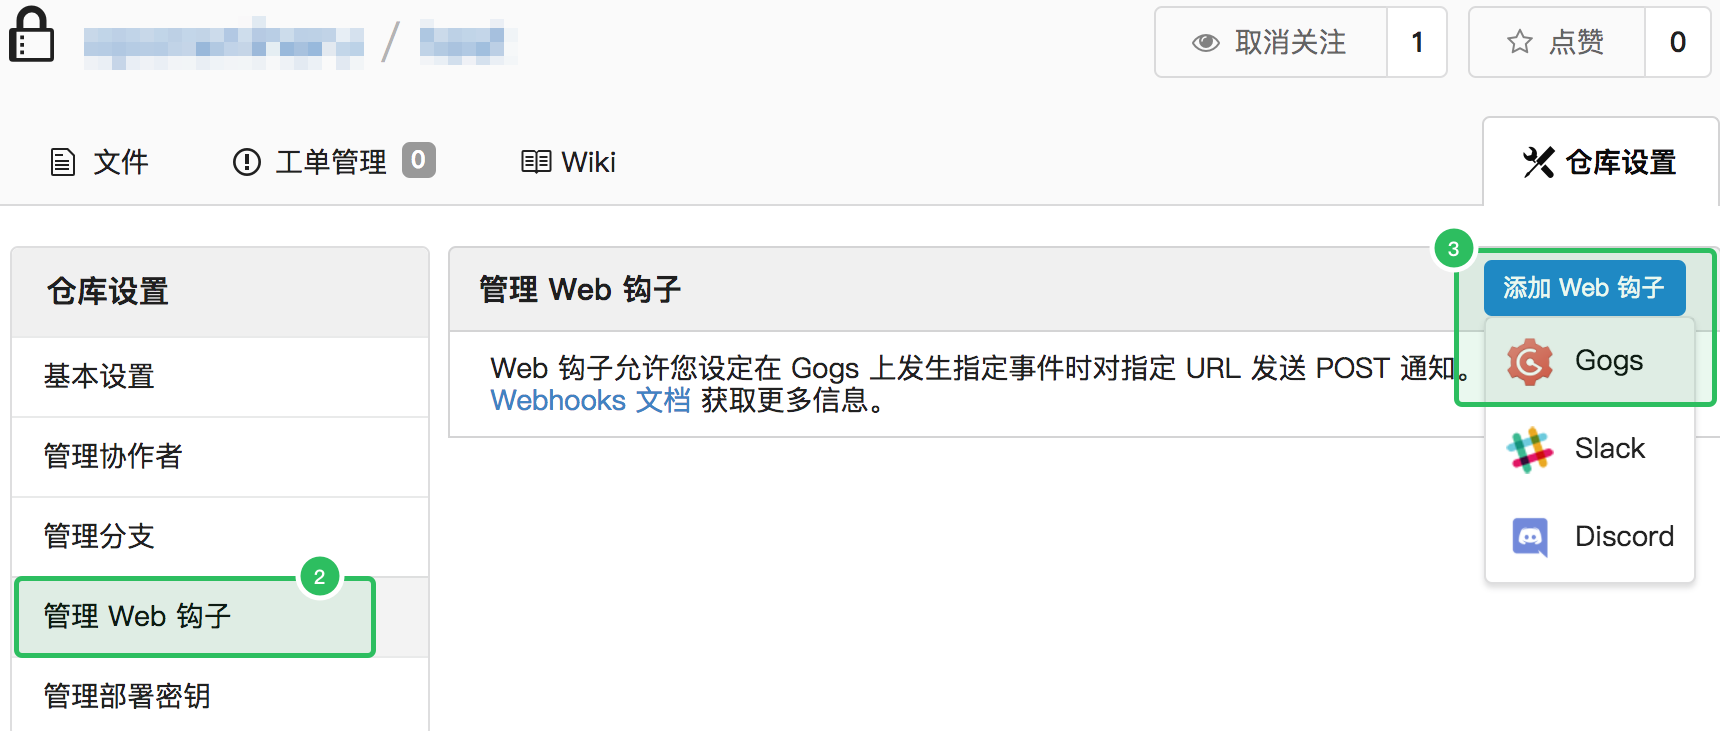 /
取消关注 1
点赞 0
文件
工单管理 0
Wiki
仓库设置
仓库设置
基本设置
管理协作者
管理分支
2
管理 Web 钩子
管理部署密钥
管理 Web 钩子
3
添加 Web 钩子
Web 钩子允许您设定在 Gogs 上发生指定事件时对指定 URL 发送 POST 通知。
Webhooks 文档 获取更多信息。
Gogs
Slack
Discord